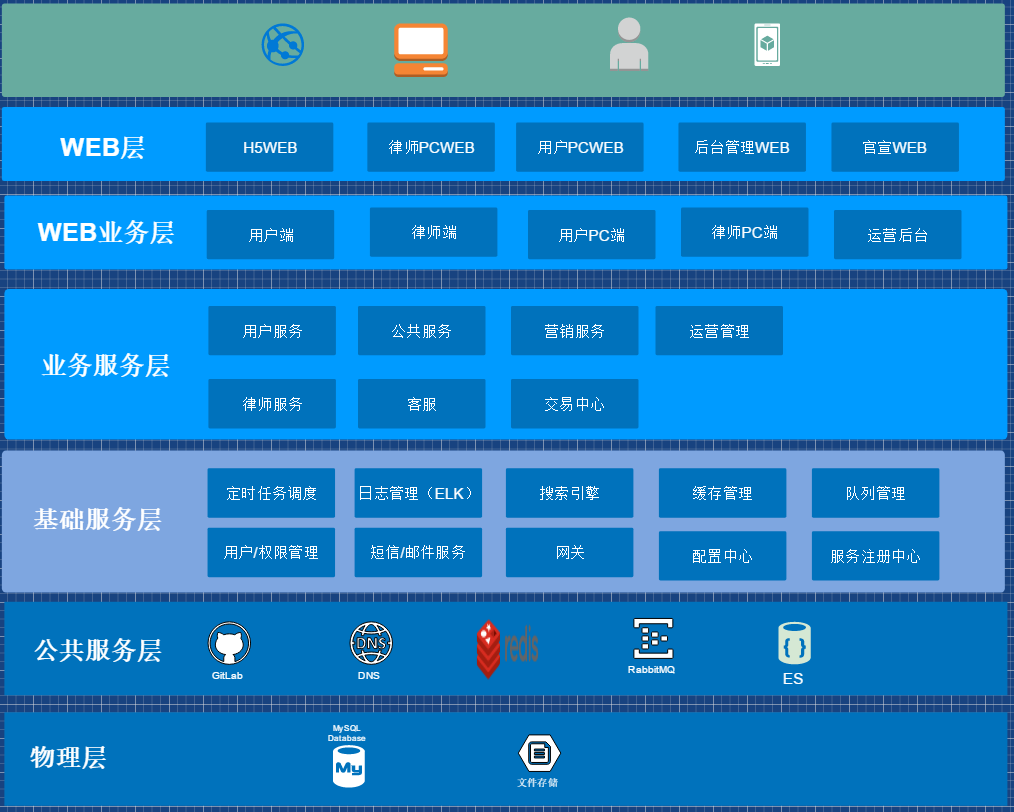 WEB层
H5WEB
律师PCWEB
用户PCWEB
后台管理WEB
官宣WEB
WEB业务层
用户端
律师端
用户PC端
律师PC端
运营后台
业务服务层
用户服务
公共服务
营销服务
运营管理
律师服务
客服
交易中心
基础服务层
定时任务调度
日志管理（ELK）
搜索引擎
缓存管理
队列管理
用户/权限管理
短信/邮件服务
网关
配置中心
服务注册中心
公共服务层
GitLab
DNS
DNS
redis
RabbitMQ
ES
物理层
MySQL
Database
My
文件存储